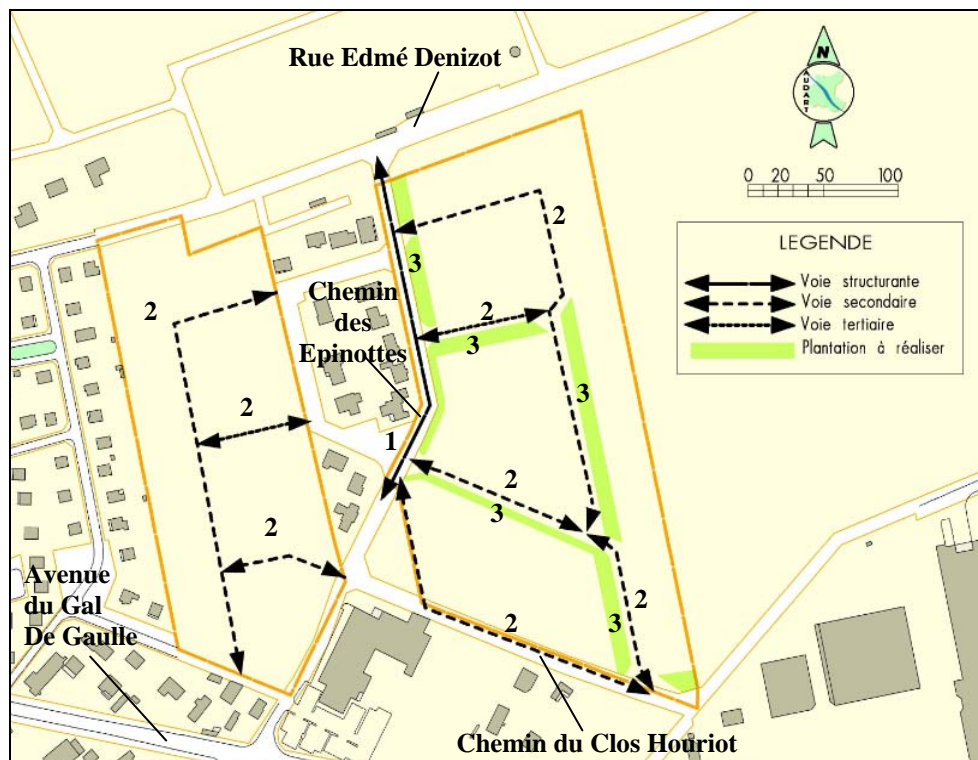 Rue Edmé Denizot
N
AUDART
0 20 50 100
LEGENDE
Voie structurante
Voie secondaire
Voie tertiaire
Plantation à réaliser
2
3
Chemin
des
Epinottes
2
2
3
3
2
1
2
3
2
2
3
2
Avenue
du Gal
De Gaulle
Chemin du Clos Houriot